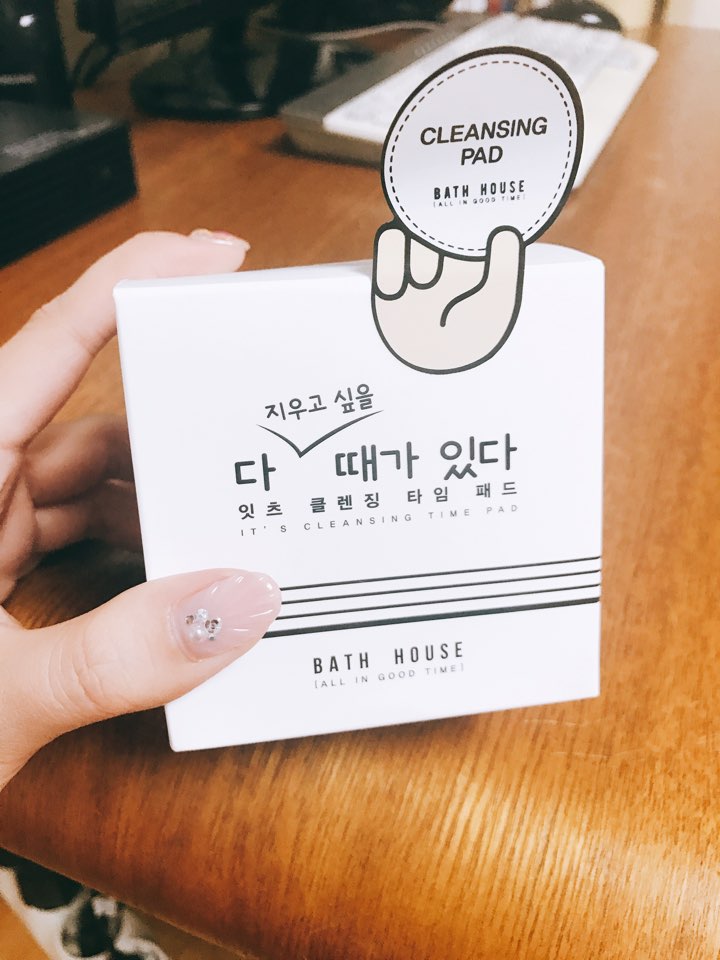 CLEANSING
PAD
BATH HOUSE
[ALL IN GOOD TIME]
지우고 싶을
다 때가 있다
잇츠 클렌징 타임 패드
IT'S CLEANSING TIME PAD
BATH HOUSE
[ALL IN GOOD TIME]